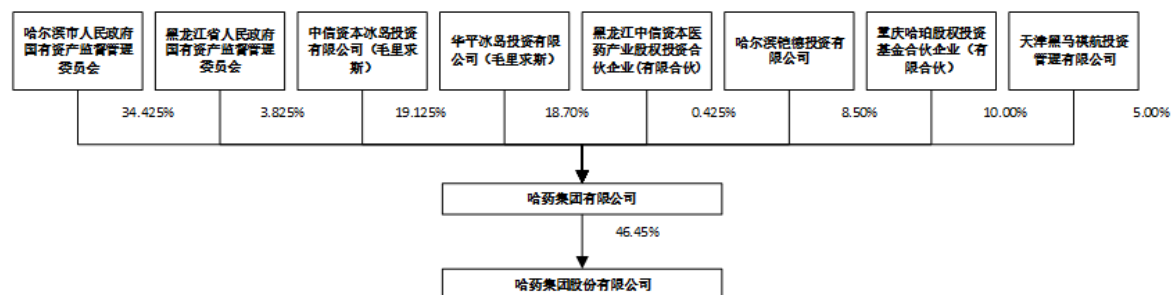 哈尔滨市人民政府
国有资产监督管理
委员会
黑龙江省人民政府
国有资产监督管理
委员会
中信资本冰岛投资
有限公司（毛里求
斯）
华平冰岛投资有限
公司（毛里求斯）
黑龙江中信资本医
药产业股权投资合
伙企业(有限合伙)
哈尔滨铠德投资有
限公司
重庆哈珀股权投资
基金合伙企业（有
限合伙）
天津黑马祺航投资
管理有限公司
34.425%
3.825%
19.125%
18.70%
0.425%
8.50%
10.00%
5.00%
哈药集团有限公司
46.45%
哈药集团股份有限公司